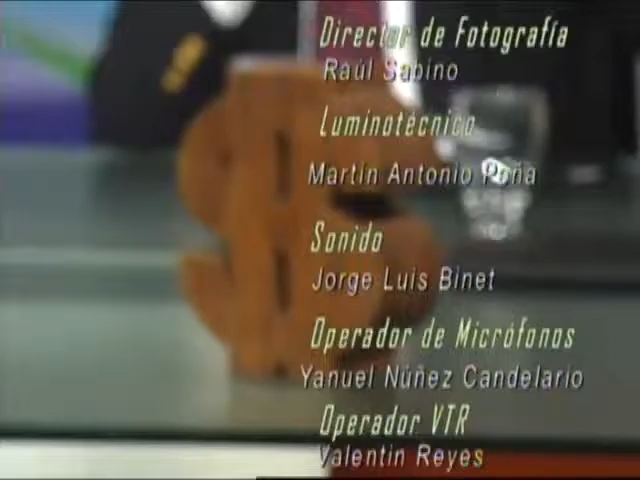 Director de Fotografía
Raúl Sabino
Luminotécnico
Martín Antonio Peña
Sonido
Jorge Luis Binet
Operador de Micrófonos
Yanuel Núñez Candelario
Operador VTR
Valentin Reyes